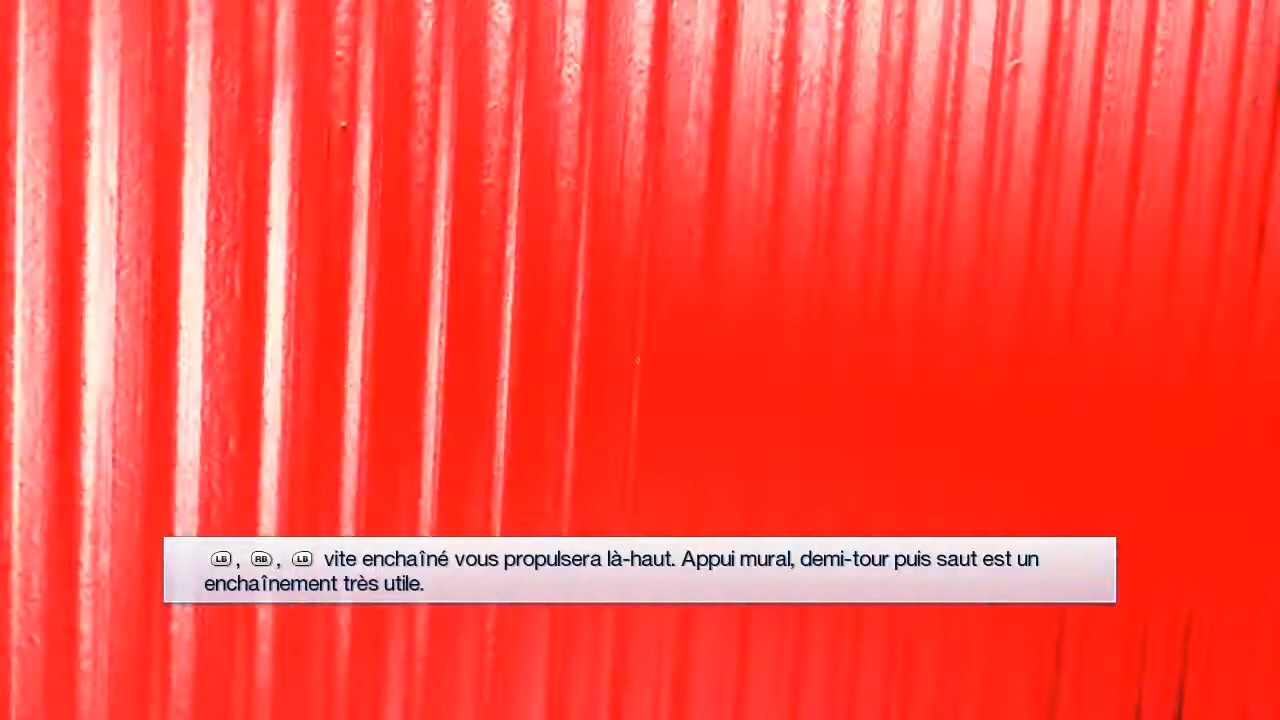 LB, RB, LB vite enchaîné vous propulsera là-haut. Appui mural, demi-tour puis saut est un
enchaînement très utile.